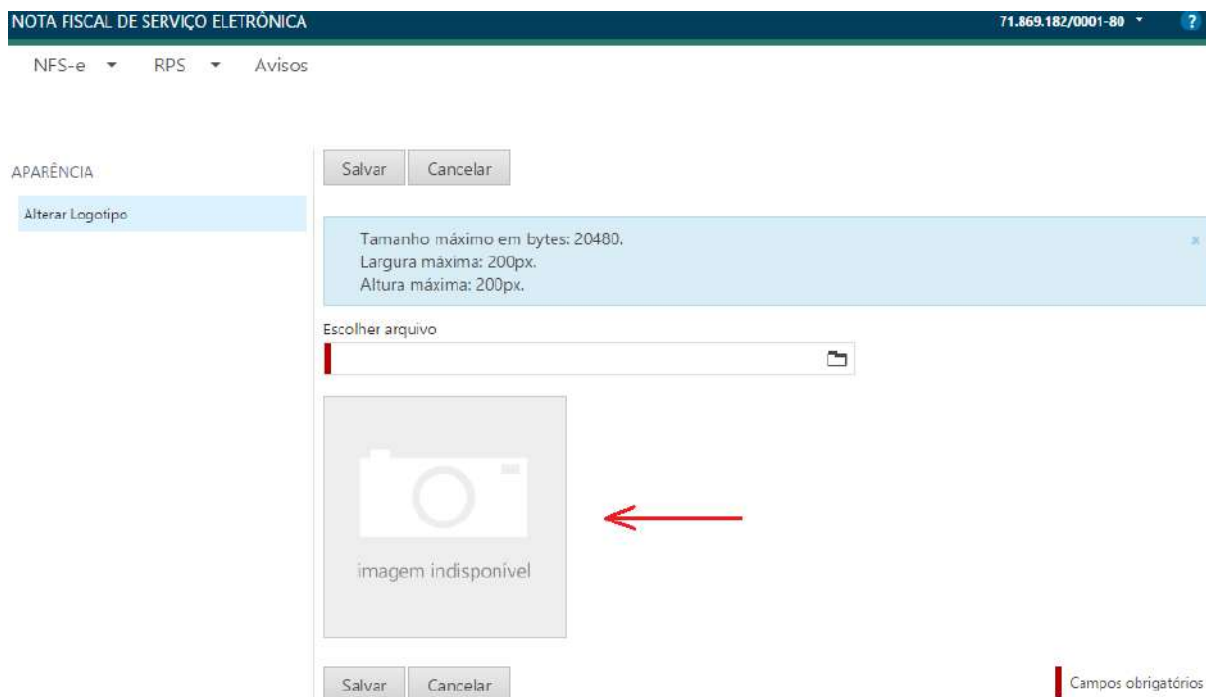 NOTA FISCAL DE SERVIÇO ELETRÔNICA
71.869.182/0001-80
?
NFS-e
RPS
Avisos
APARÊNCIA
Alterar Logotipo
Salvar
Cancelar
Tamanho máximo em bytes: 20480.
Largura máxima: 200px.
Altura máxima: 200px.
x
Escolher arquivo
imagem indisponível
Salvar
Cancelar
Campos obrigatórios